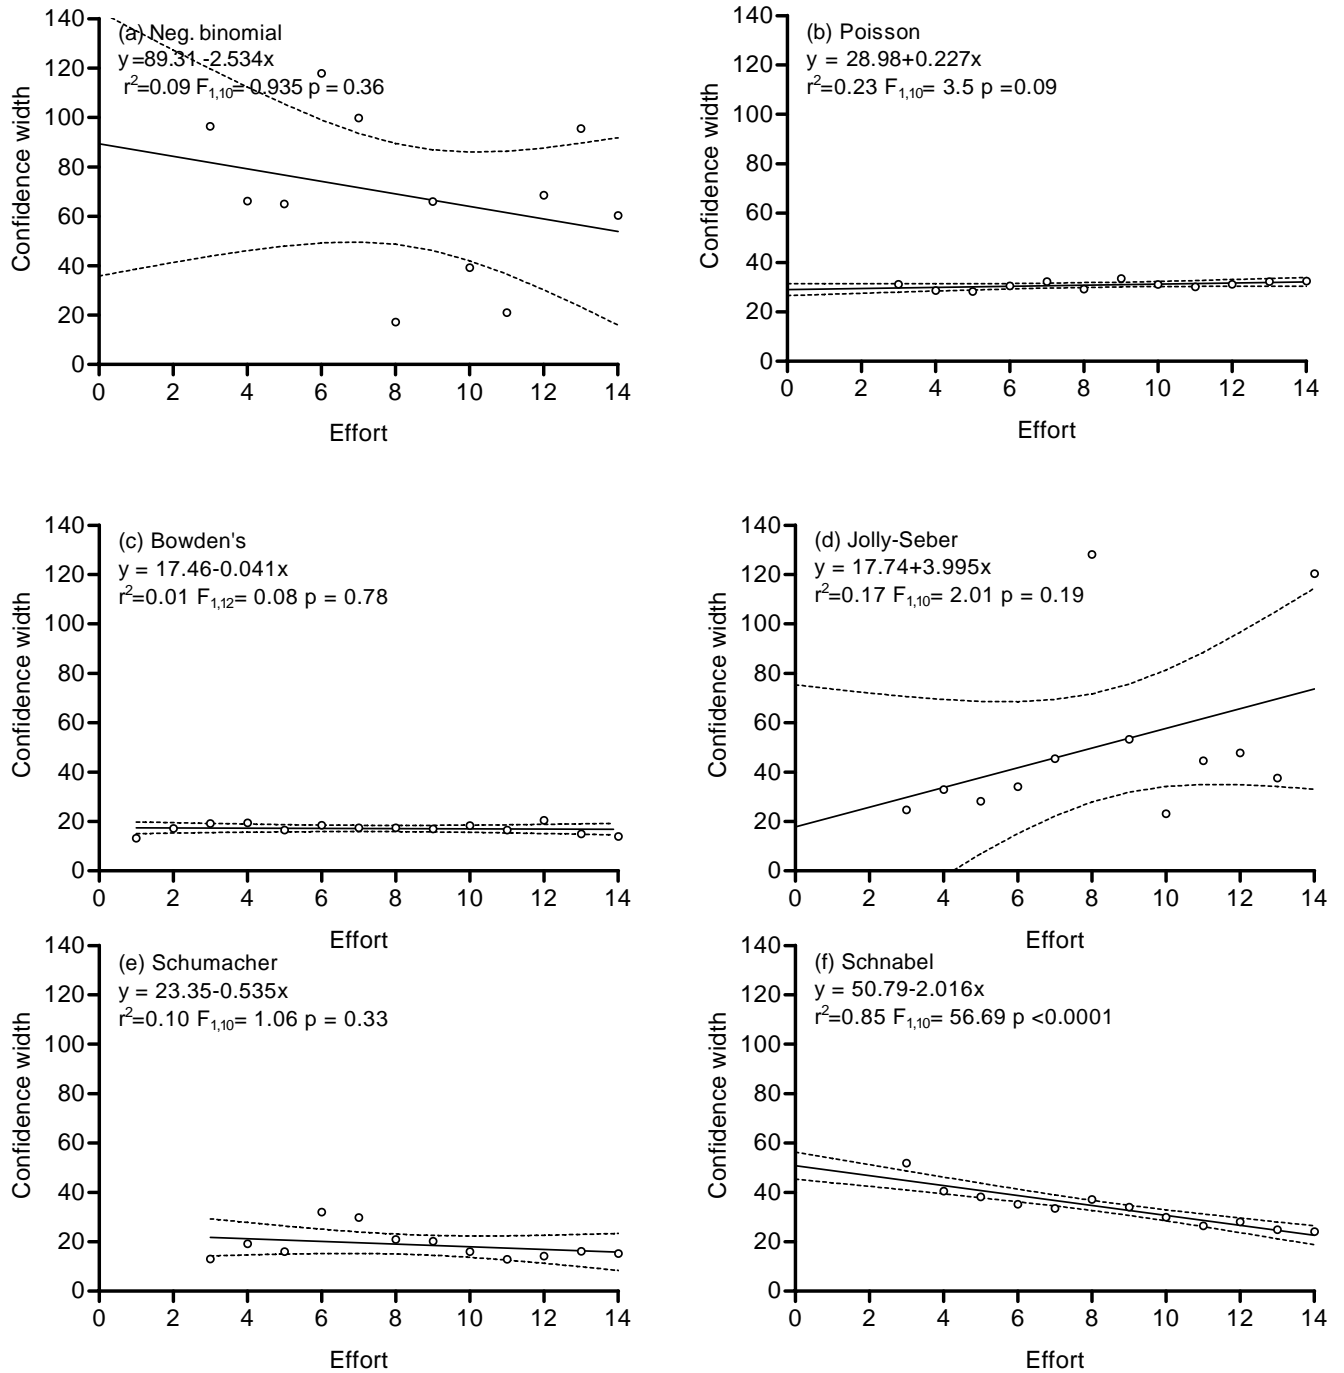 (a) Neg. binomial
y =89.31 -2.534x
r2=0.09 F1,10= 0.935 p = 0.36
Confidence width
140
120
100
80
60
40
20
0
0 2 4 6 8 10 12 14
Effort
(b) Poisson
y = 28.98+0.227x
r2=0.23 F1,10= 3.5 p =0.09
Confidence width
140
120
100
80
60
40
20
0
0 2 4 6 8 10 12 14
Effort
(c) Bowden's
y = 17.46-0.041x
r2=0.01 F1,12= 0.08 p = 0.78
Confidence width
140
120
100
80
60
40
20
0
0 2 4 6 8 10 12 14
Effort
(d) Jolly-Seber
y = 17.74+3.995x
r2=0.17 F1,10= 2.01 p = 0.19
Confidence width
140
120
100
80
60
40
20
0
0 2 4 6 8 10 12 14
Effort
(e) Schumacher
y = 23.35-0.535x
r2=0.10 F1,10= 1.06 p = 0.33
Confidence width
140
120
100
80
60
40
20
0
0 2 4 6 8 10 12 14
Effort
(f) Schnabel
y = 50.79-2.016x
r2=0.85 F1,10= 56.69 p <0.0001
Confidence width
140
120
100
80
60
40
20
0
0 2 4 6 8 10 12 14
Effort